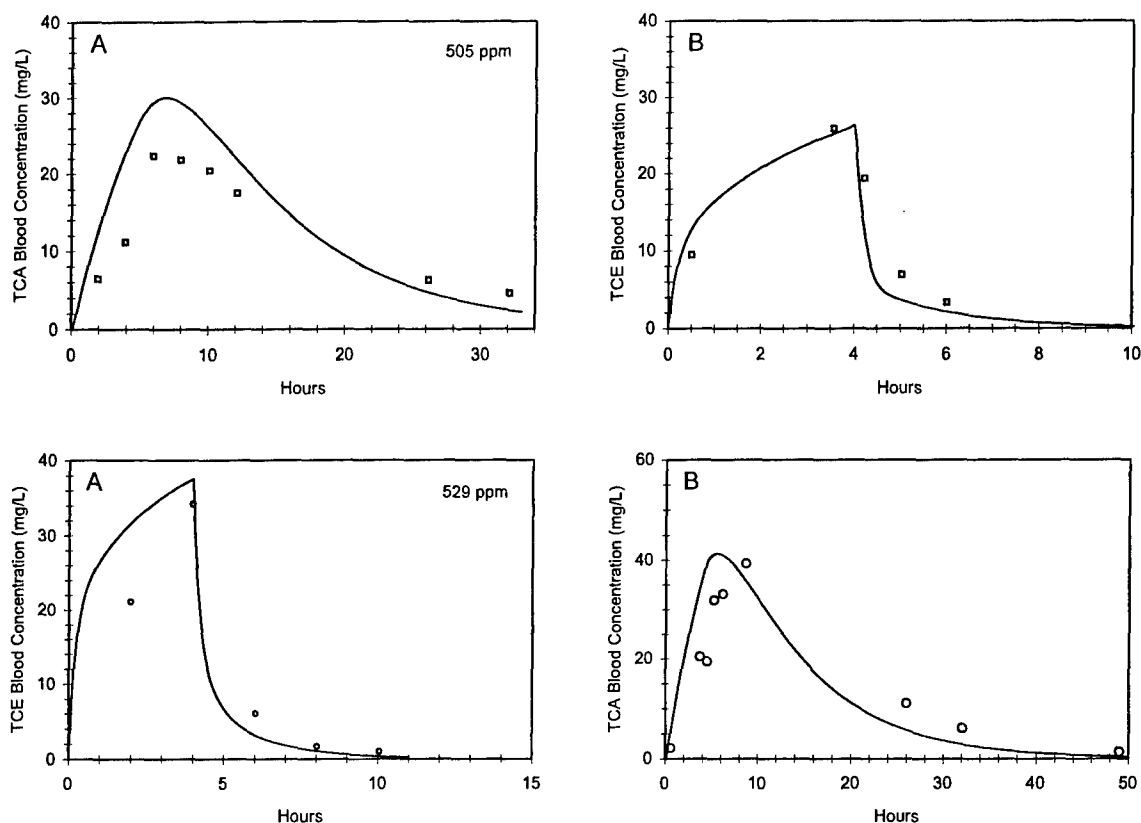 A
505 ppm
TCA Blood Concentration (mg/L)
40
30
20
10
0
0 10 20 30
Hours
B
TCE Blood Concentration (mg/L)
40
30
20
10
0
0 2 4 6 8 10
Hours
A
529 ppm
TCE Blood Concentration (mg/L)
40
30
20
10
0
0 5 10 15
Hours
B
TCA Blood Concentration (mg/L)
60
40
20
0
0 10 20 30 40 50
Hours